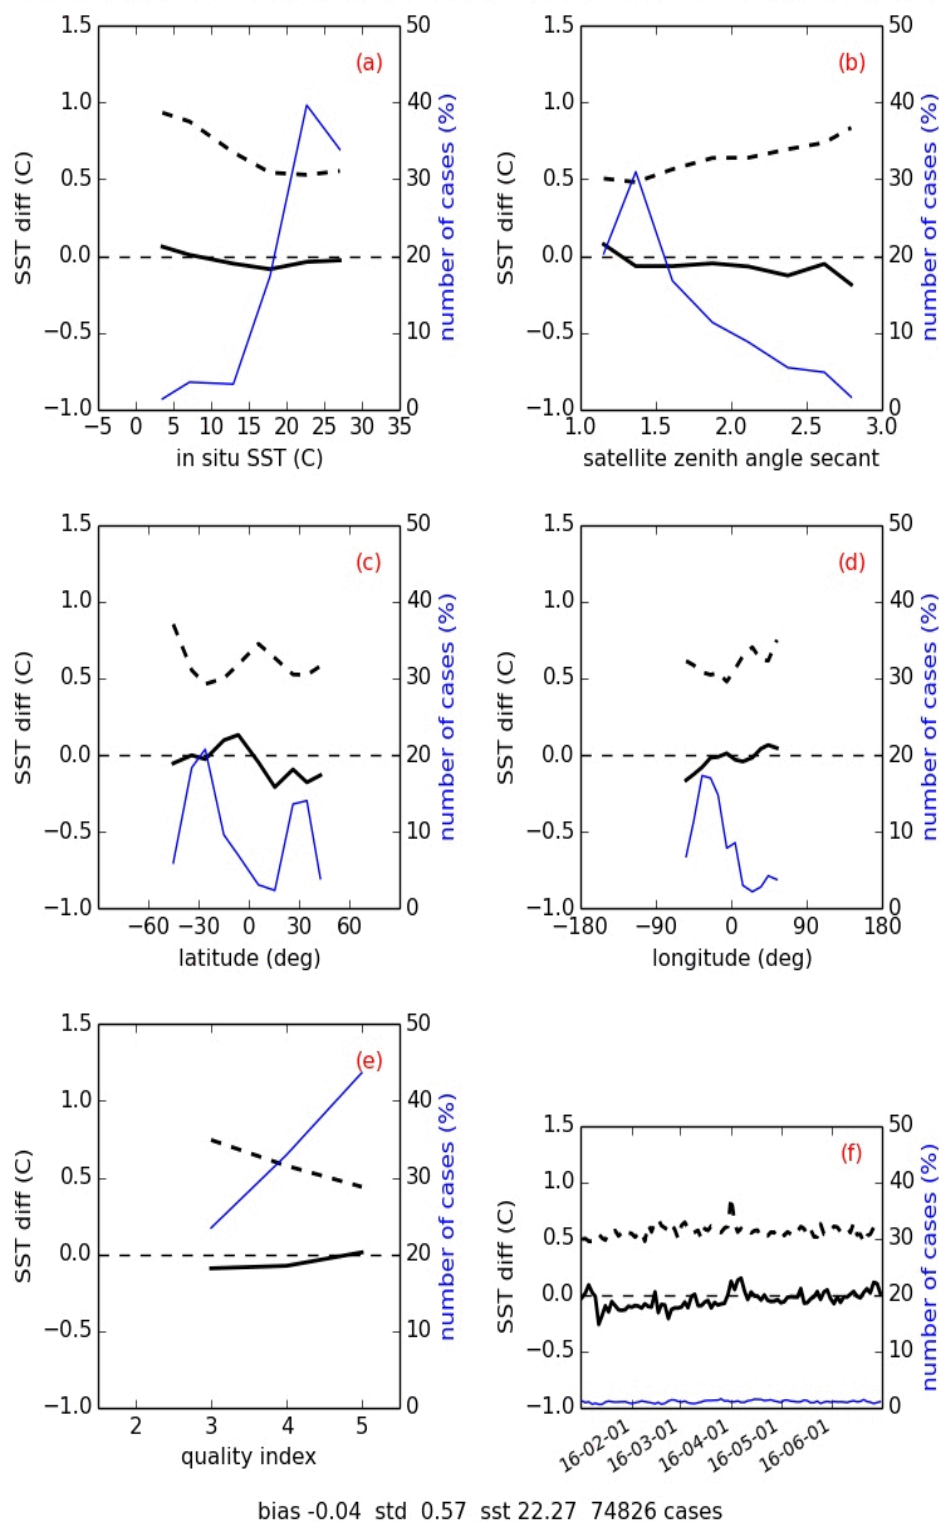 1.5
1.0
0.5
0.0
−0.5
−1.0
SST diff (C)
(a)
50
40
30
20
10
0
number of cases (%)
−5 0 5 10 15 20 25 30 35
in situ SST (C)
1.5
1.0
0.5
0.0
−0.5
−1.0
SST diff (C)
(b)
50
40
30
20
10
0
number of cases (%)
1.0 1.5 2.0 2.5 3.0
satellite zenith angle secant
1.5
1.0
0.5
0.0
−0.5
−1.0
SST diff (C)
(c)
50
40
30
20
10
0
number of cases (%)
−60 −30 0 30 60
latitude (deg)
1.5
1.0
0.5
0.0
−0.5
−1.0
SST diff (C)
(d)
50
40
30
20
10
0
number of cases (%)
−180 −90 0 90 180
longitude (deg)
1.5
1.0
0.5
0.0
−0.5
−1.0
SST diff (C)
(e)
50
40
30
20
10
0
number of cases (%)
2 3 4 5
quality index
1.5
1.0
0.5
0.0
−0.5
−1.0
SST diff (C)
(f)
50
40
30
20
10
0
number of cases (%)
16-02-01 16-03-01 16-04-01 16-05-01 16-06-01
bias -0.04 std 0.57 sst 22.27 74826 cases